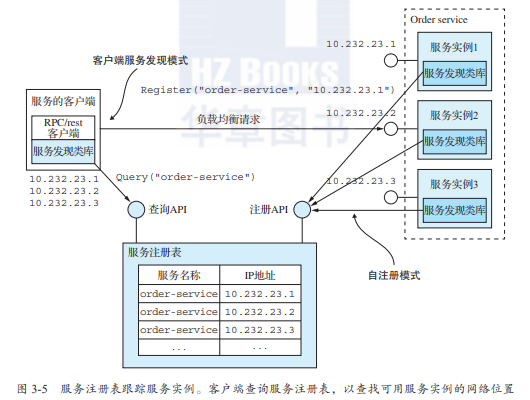 Order service
10.232.23.1
服务实例1
服务发现类库
客户端服务发现模式
HZ BOOKS
华章图书
Register("order-service", "10.232.23.1")
服务的客户端
RPC/rest
客户端
服务发现类库
负载均衡请求
10.232.23.2
服务实例2
服务发现类库
10.232.23.1
10.232.23.2
10.232.23.3
Query("order-service")
10.232.23.3
服务实例3
服务发现类库
查询API
注册API
自注册模式
服务注册表
服务名称 IP地址
order-service 10.232.23.1
order-service 10.232.23.2
order-service 10.232.23.3
... ...
图 3-5 服务注册表跟踪服务实例。客户端查询服务注册表，以查找可用服务实例的网络位置